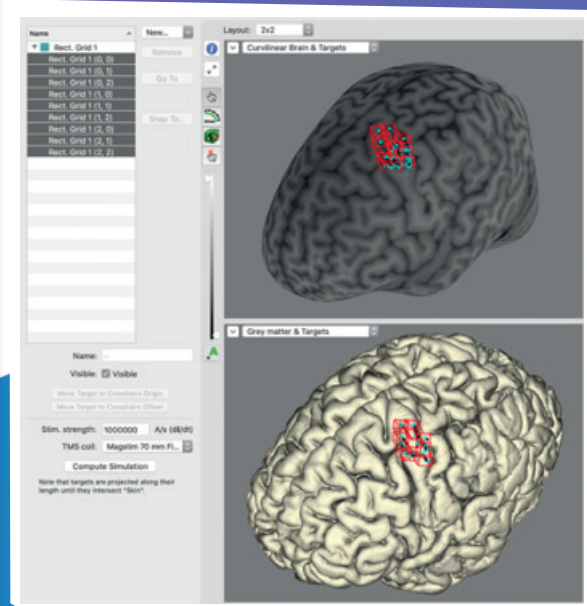 Name
New...
Rect. Grid 1
Remove
Rect. Grid 1 (0, 0)
Rect. Grid 1 (0, 1)
Go To
Rect. Grid 1 (0, 2)
Rect. Grid 1 (1, 0)
Rect. Grid 1 (1, 1)
Snap To...
Rect. Grid 1 (1, 2)
Rect. Grid 1 (2, 0)
Rect. Grid 1 (2, 1)
Rect. Grid 1 (2, 2)
Name: -
Visible: Visible
Move Target to Crosshairs Origin
Move Target to Crosshairs Offset
Stim. strength: 1000000 A/s (dI/dt)
TMS coil: Magstim 70 mm Fi...
Compute Simulation
Note that targets are projected along their
length until they intersect "Skin".
Layout: 2x2
Curvilinear Brain & Targets
Grey matter & Targets
A